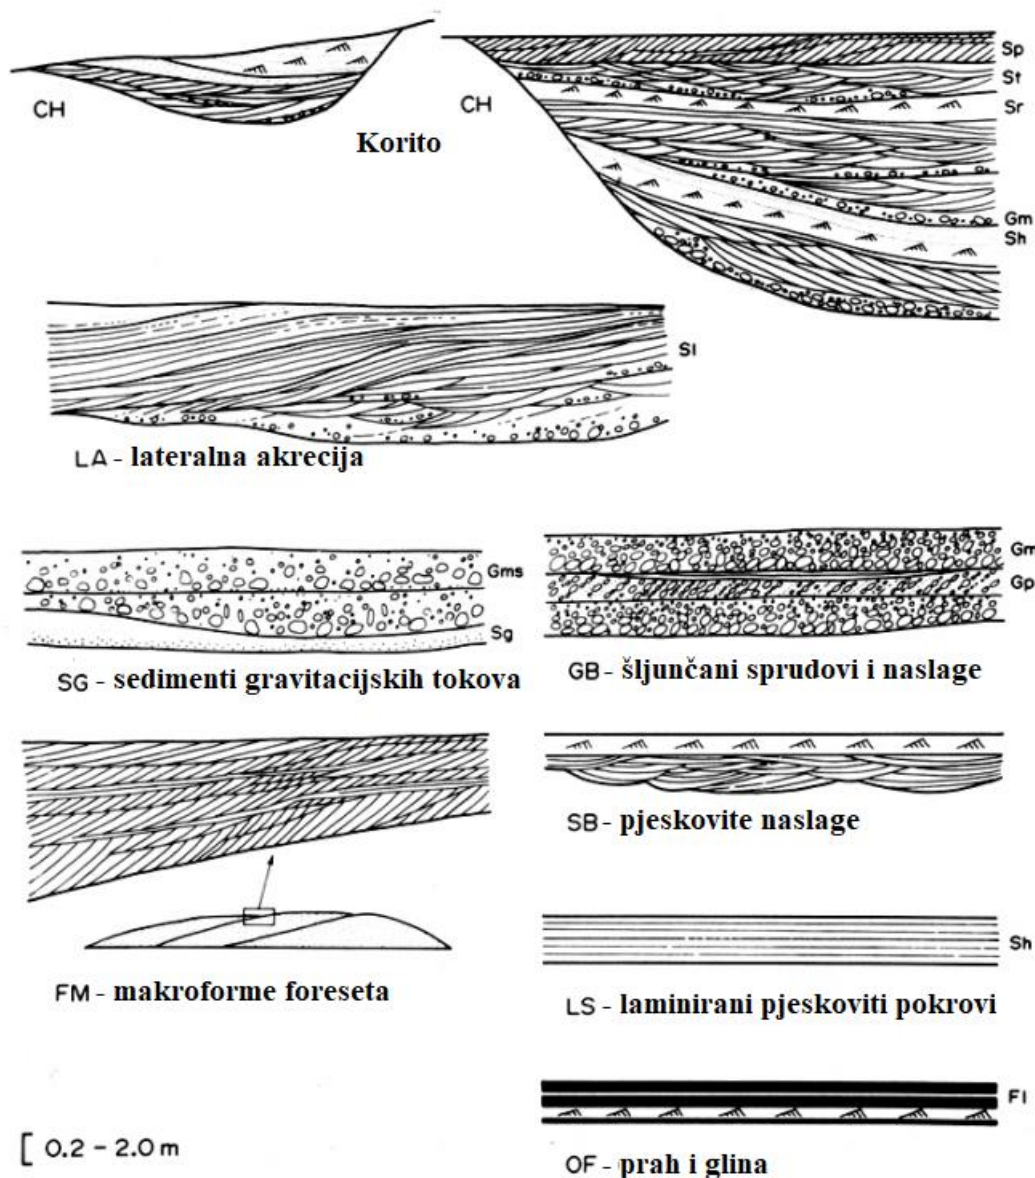 CH
CH
Korito
Sp
St
Sr
Gm
Sh
Sl
LA - lateralna akrecija
Gms
Sg
SG - sedimenti gravitacijskih tokova
Gm
Gp
GB - šljunčani sprudovi i naslage
SB - pjeskovite naslage
FM - makroforme foreseta
Sh
LS - laminirani pjeskoviti pokrovi
Fl
OF - prah i glina
[ 0.2 - 2.0 m